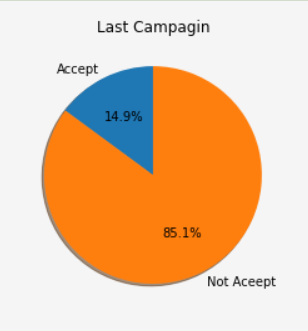 Last Campagin
Accept
14.9%
85.1%
Not Aceept